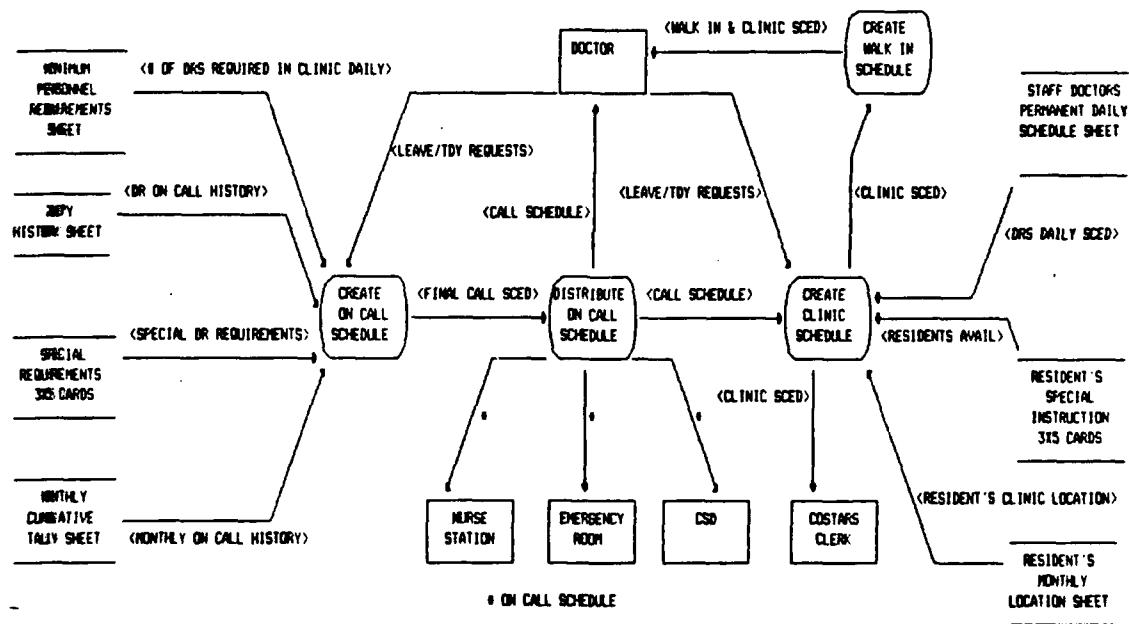 <WALK IN & CLINIC SCED>
CREATE
WALK IN
SCHEDULE
DOCTOR
MINIMUM
PERSONNEL
REQUIREMENTS
SHEET
<# OF DRS REQUIRED IN CLINIC DAILY>
STAFF DOCTORS
PERMANENT DAILY
SCHEDULE SHEET
<LEAVE/TDY REQUESTS>
<LEAVE/TDY REQUESTS>
<CLINIC SCED>
<DR ON CALL HISTORY>
HISTORY SHEET
<CALL SCHEDULE>
<DRS DAILY SCED>
CREATE
ON CALL
SCHEDULE
<FINAL CALL SCED>
DISTRIBUTE
ON CALL
SCHEDULE
<CALL SCHEDULE>
CREATE
CLINIC
SCHEDULE
<SPECIAL DR REQUIREMENTS>
<RESIDENTS AVAIL>
SPECIAL
REQUIREMENTS
3X5 CARDS
RESIDENT'S
SPECIAL
INSTRUCTION
3X5 CARDS
<CLINIC SCED>
*
*
*
MONTHLY
TALLY SHEET
<MONTHLY ON CALL HISTORY>
NURSE
STATION
EMERGENCY
ROOM
CSD
COSTARS
CLERK
<RESIDENT'S CLINIC LOCATION>
RESIDENT'S
MONTHLY
LOCATION SHEET
* ON CALL SCHEDULE